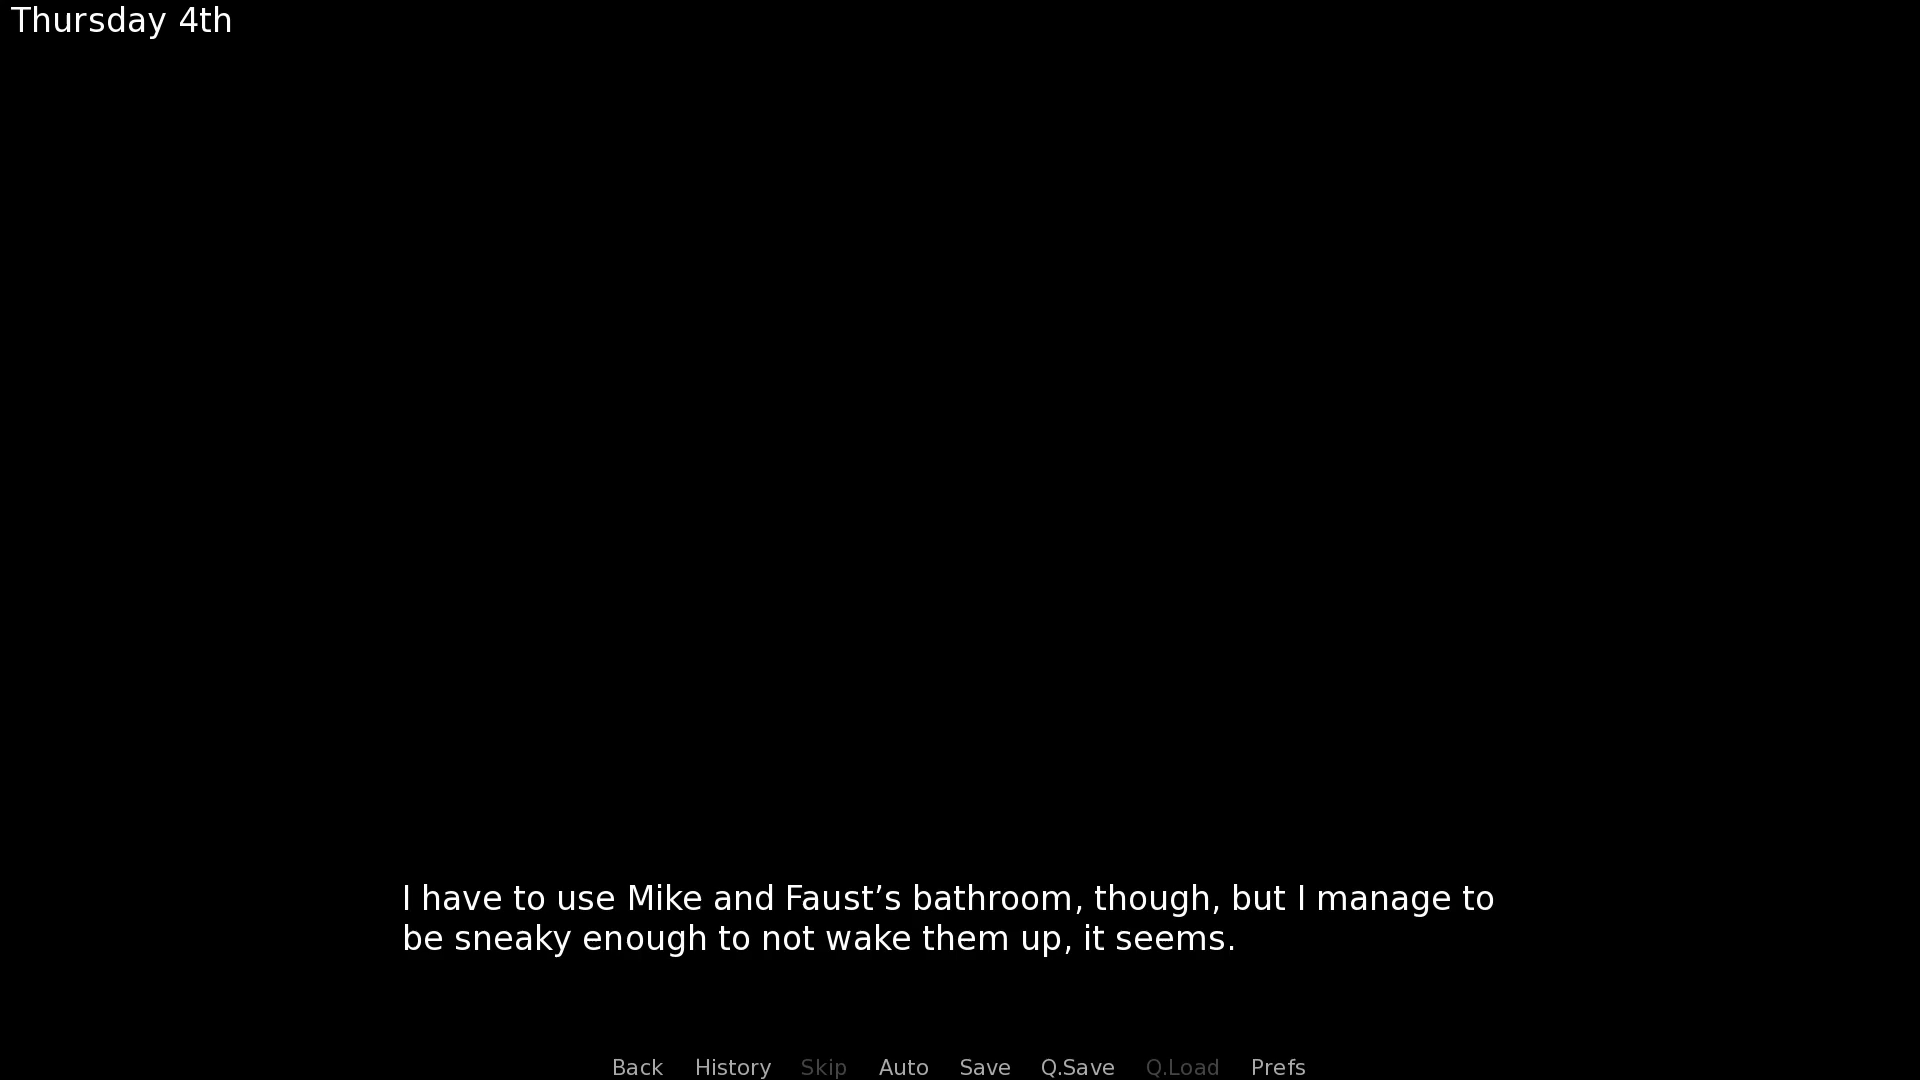 Thursday 4th
I have to use Mike and Faust’s bathroom, though, but I manage to
be sneaky enough to not wake them up, it seems.
Back History Skip Auto Save Q.Save Q.Load Prefs